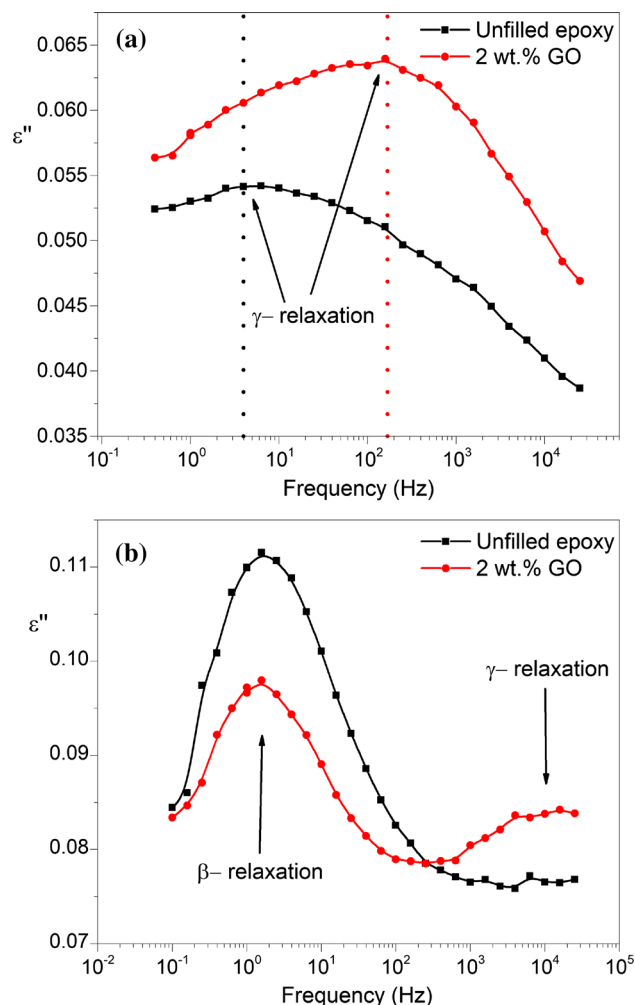 (a)
Unfilled epoxy
2 wt.% GO
0.065
0.060
ε"
0.055
0.050
γ– relaxation
0.045
0.040
0.035
10⁻¹ 10⁰ 10¹ 10² 10³ 10⁴
Frequency (Hz)
(b)
Unfilled epoxy
2 wt.% GO
0.11
ε"
0.10
γ– relaxation
0.09
0.08
β– relaxation
0.07
10⁻² 10⁻¹ 10⁰ 10¹ 10² 10³ 10⁴ 10⁵
Frequency (Hz)